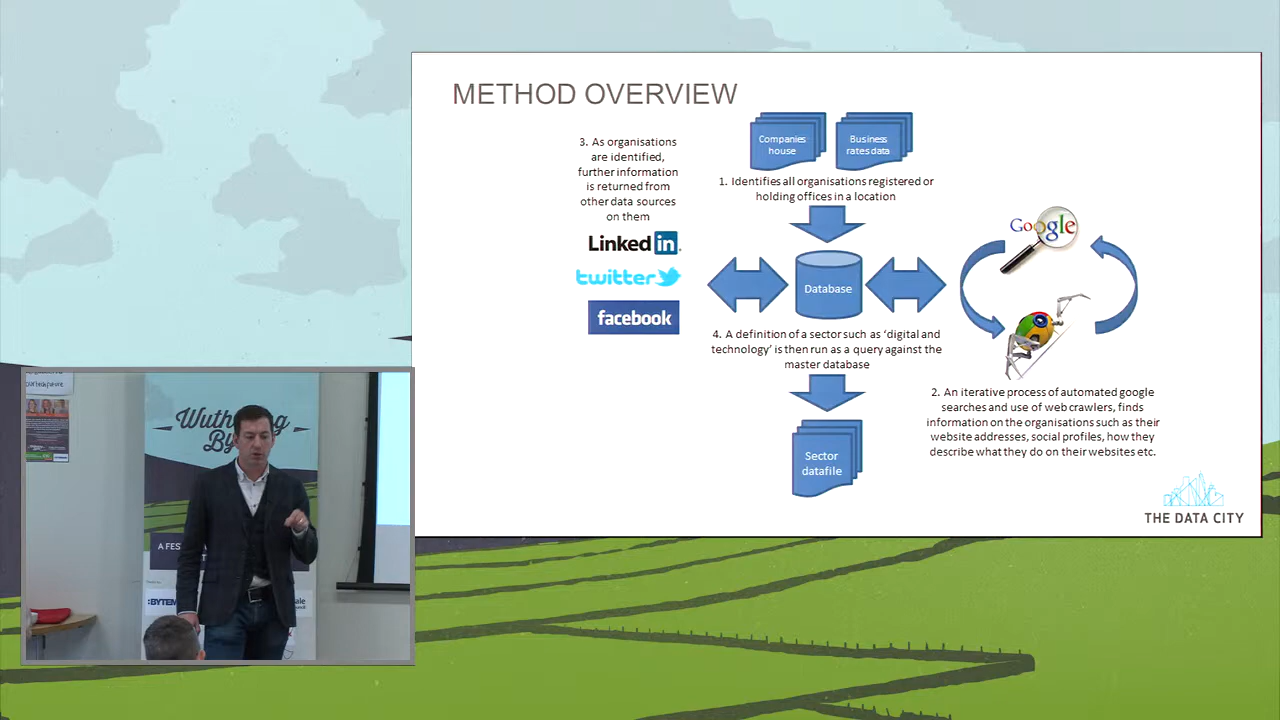 METHOD OVERVIEW
3. As organisations
are identified,
further information
is returned from
other data sources
on them
Linked in
twitter
facebook
Companies
house
Business
rates data
1. Identifies all organisations registered or
holding offices in a location
Database
4. A definition of a sector such as ‘digital and
technology’ is then run as a query against the
master database
Sector
datafile
Google
2. An iterative process of automated google
searches and use of web crawlers, finds
information on the organisations such as their
website addresses, social profiles, how they
describe what they do on their websites etc.
THE DATA CITY
A FES
:BYTEM